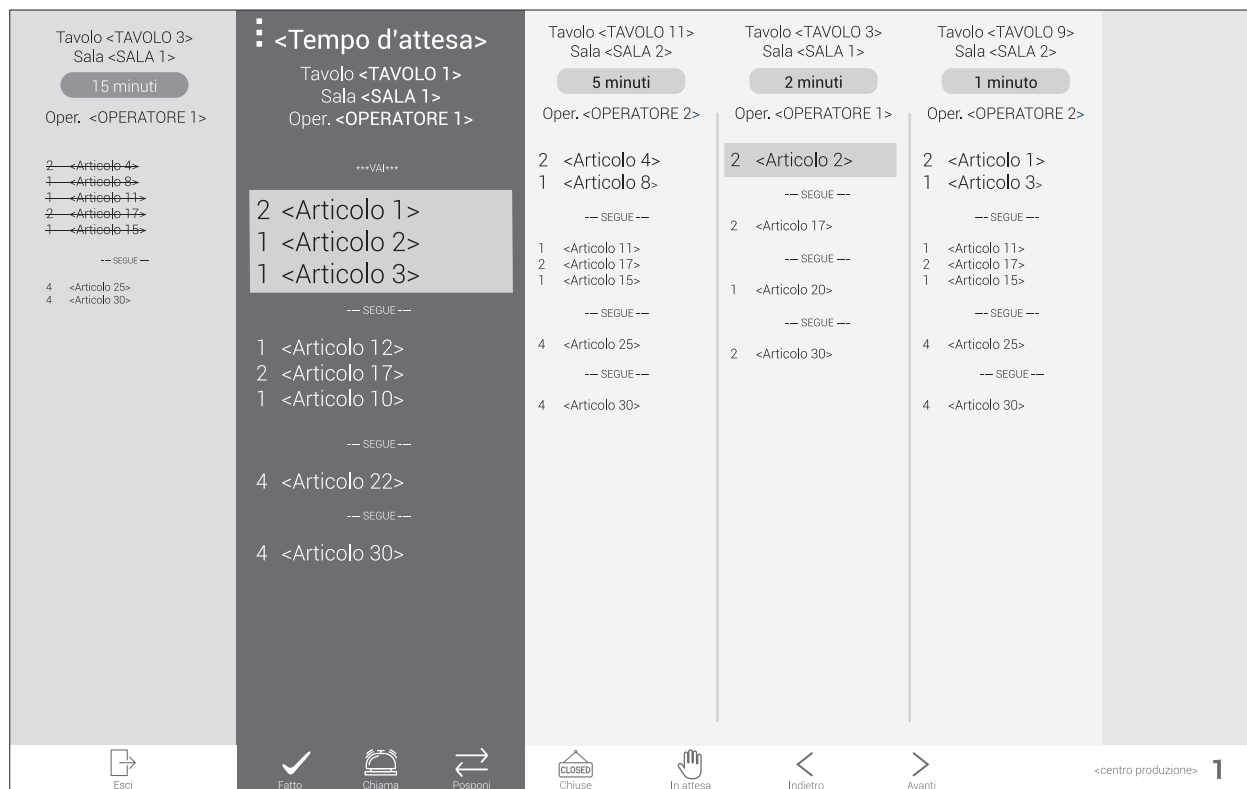 Tavolo <TAVOLO 3>
Sala <SALA 1>
15 minuti
Oper. <OPERATORE 1>
2 <Articolo 4>
1 <Articolo 8>
1 <Articolo 11>
2 <Articolo 17>
1 <Articolo 15>
--- SEGUE ---
4 <Articolo 25>
4 <Articolo 30>
<Tempo d'attesa>
Tavolo <TAVOLO 1>
Sala <SALA 1>
Oper. <OPERATORE 1>
***VAI***
2 <Articolo 1>
1 <Articolo 2>
1 <Articolo 3>
--- SEGUE ---
1 <Articolo 12>
2 <Articolo 17>
1 <Articolo 10>
--- SEGUE ---
4 <Articolo 22>
--- SEGUE ---
4 <Articolo 30>
Tavolo <TAVOLO 11>
Sala <SALA 2>
5 minuti
Oper. <OPERATORE 2>
2 <Articolo 4>
1 <Articolo 8>
--- SEGUE ---
1 <Articolo 11>
2 <Articolo 17>
1 <Articolo 15>
--- SEGUE ---
4 <Articolo 25>
--- SEGUE ---
4 <Articolo 30>
Tavolo <TAVOLO 3>
Sala <SALA 1>
2 minuti
Oper. <OPERATORE 1>
2 <Articolo 2>
--- SEGUE ---
2 <Articolo 17>
--- SEGUE ---
1 <Articolo 20>
--- SEGUE ---
2 <Articolo 30>
Tavolo <TAVOLO 9>
Sala <SALA 2>
1 minuto
Oper. <OPERATORE 2>
2 <Articolo 1>
1 <Articolo 3>
--- SEGUE ---
1 <Articolo 11>
2 <Articolo 17>
1 <Articolo 15>
--- SEGUE ---
4 <Articolo 25>
--- SEGUE ---
4 <Articolo 30>
Esci
Fatto
Chiama
Posponi
CLOSED
Chiuse
In attesa
Indietro
Avanti
<centro produzione> 1